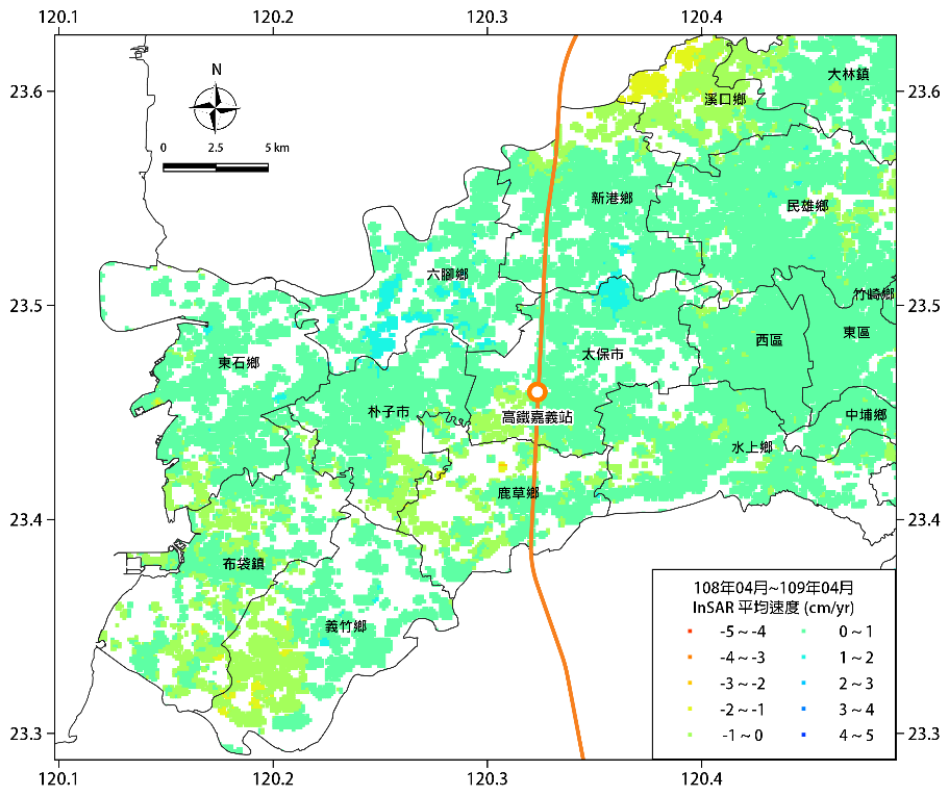 120.1 120.2 120.3 120.4
23.6
23.5
23.4
23.3
23.6
23.5
23.4
23.3
N
0 2.5 5 km
大林鎮
溪口鄉
新港鄉
民雄鄉
六腳鄉
竹崎鄉
東區
西區
太保市
東石鄉
朴子市
高鐵嘉義站
中埔鄉
水上鄉
鹿草鄉
布袋鎮
義竹鄉
108年04月~109年04月
InSAR 平均速度 (cm/yr)
-5 ~ -4 0 ~ 1
-4 ~ -3 1 ~ 2
-3 ~ -2 2 ~ 3
-2 ~ -1 3 ~ 4
-1 ~ 0 4 ~ 5
120.1 120.2 120.3 120.4